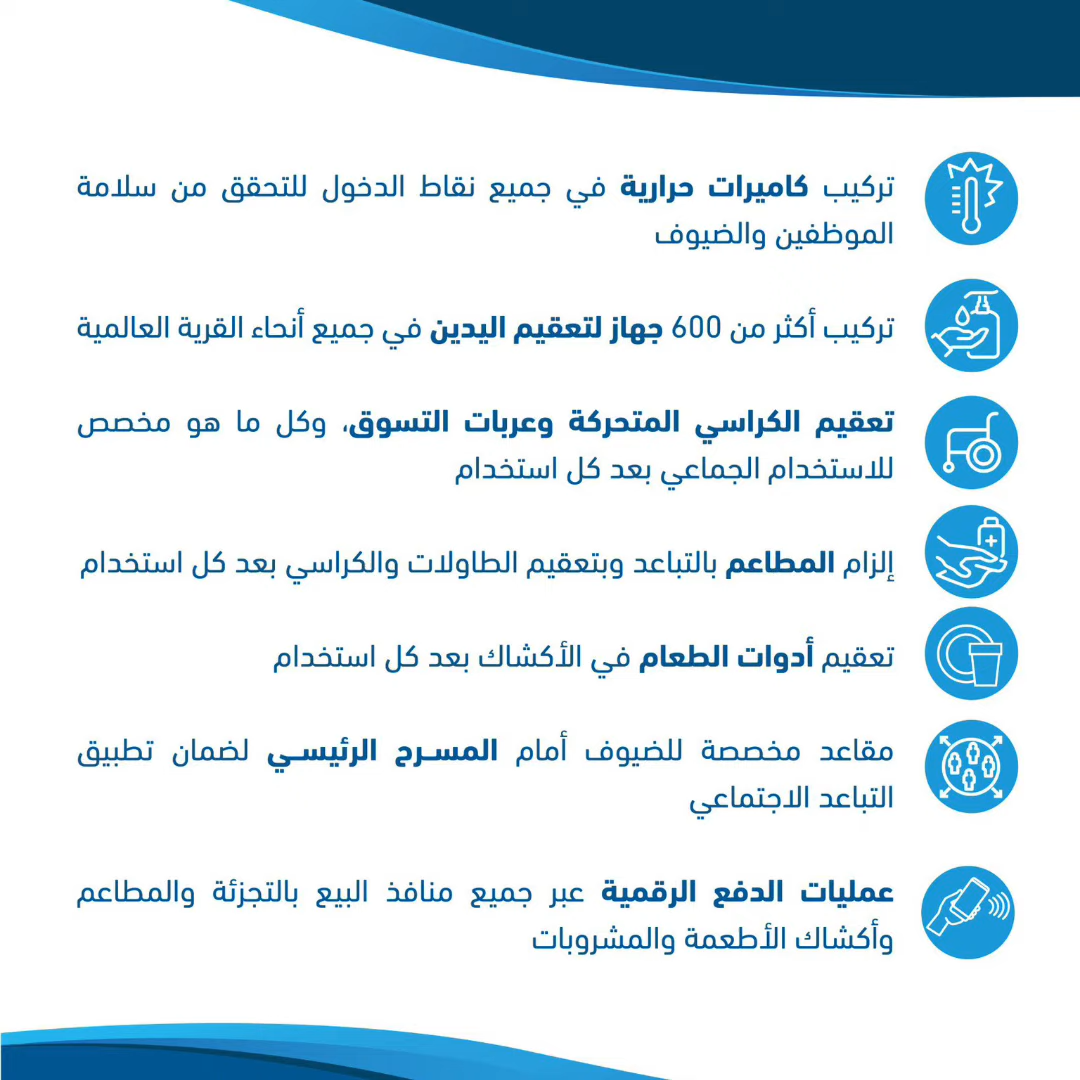 تركيب كاميرات حرارية في جميع نقاط الدخول للتحقق من سلامة
الموظفين والضيوف
تركيب أكثر من 600 جهاز لتعقيم اليدين في جميع أنحاء القرية العالمية
تعقيم الكراسي المتحركة وعربات التسوق، وكل ما هو مخصص
للاستخدام الجماعي بعد كل استخدام
إلزام المطاعم بالتباعد وبتعقيم الطاولات والكراسي بعد كل استخدام
تعقيم أدوات الطعام في الأكشاك بعد كل استخدام
مقاعد مخصصة للضيوف أمام المسـرح الرئيسـي لضمان تطبيق
التباعد الاجتماعي
عمليات الدفع الرقمية عبر جميع منافذ البيع بالتجزئة والمطاعم
وأكشاك الأطعمة والمشروبات